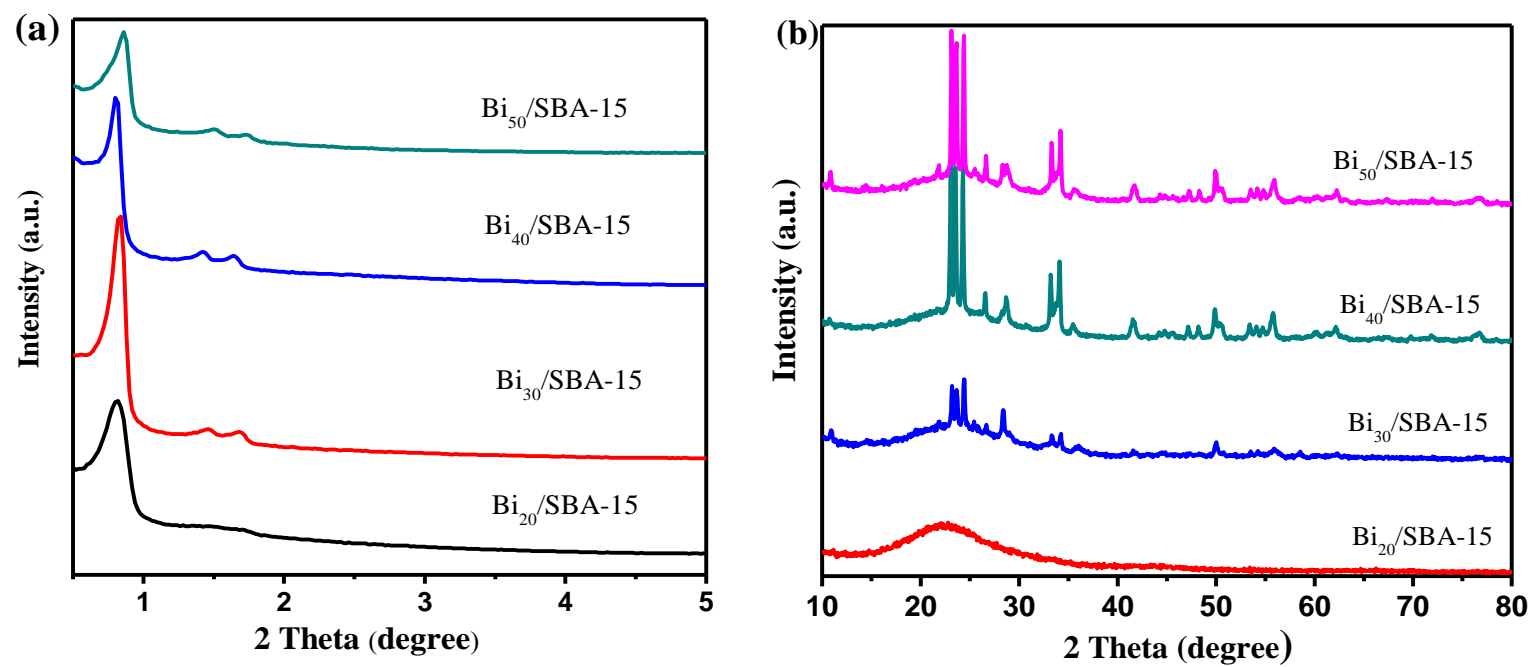 (a)
Intensity (a.u.)
Bi50/SBA-15
Bi40/SBA-15
Bi30/SBA-15
Bi20/SBA-15
1 2 3 4 5
2 Theta (degree)
(b)
Intensity (a.u.)
Bi50/SBA-15
Bi40/SBA-15
Bi30/SBA-15
Bi20/SBA-15
10 20 30 40 50 60 70 80
2 Theta (degree)